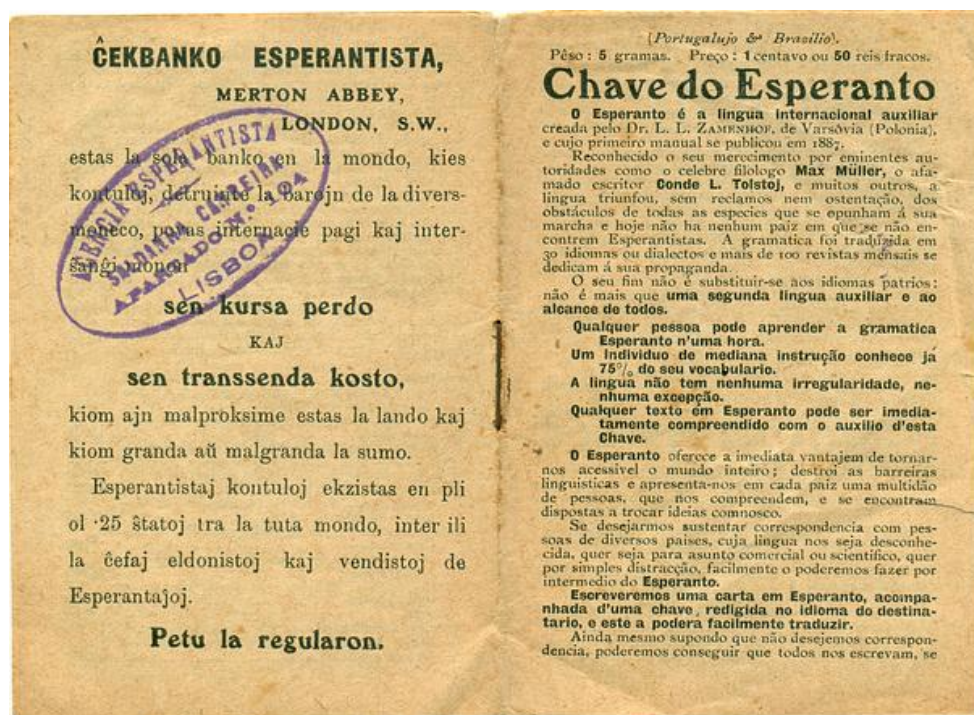 ĈEKBANKO ESPERANTISTA,
MERTON ABBEY,
LONDON, S.W.,
estas la sola banko en la mondo, kies
kontuloj, detruinte la barojn de la divers-
moneco, povas internacie pagi kaj inter-
ŝanĝi monon
sen kursa perdo
KAJ
sen transsenda kosto,
kiom ajn malproksime estas la lando kaj
kiom granda aŭ malgranda la sumo.
Esperantistaj kontuloj ekzistas en pli
ol 25 ŝtatoj tra la tuta mondo, inter ili
la ĉefaj eldonistoj kaj vendistoj de
Esperantaĵoj.
Petu la regularon.
AGENCIA ESPERANTISTA
SALDANHA CARREIRA
APARTADO N.º 124
LISBOA
(Portugalujo & Brazilio).
Pêso: 5 gramas. Preço: 1 centavo ou 50 reis fracos.
Chave do Esperanto
O Esperanto é a lingua internacional auxiliar
creada pelo Dr. L. L. ZAMENHOF, de Varsòvia (Polonia),
e cujo primeiro manual se publicou em 1887.
Reconhecido o seu merecimento por eminentes au-
toridades como o celebre filologo Max Müller, o afa-
mado escritor Conde L. Tolstoj, e muitos outros, a
lingua triunfou, sem reclamos nem ostentação, dos
obstáculos de todas as especies que se epunham á sua
marcha e hoje não ha nenhum paiz em que se não en-
contrem Esperantistas. A gramatica foi traduzida em
30 idiomas ou dialectos e mais de 100 revistas mensais se
dedicam á sua propaganda.
O seu fim não é substituir-se aos idiomas patrios:
não é mais que uma segunda lingua auxiliar e ao
alcance de todos.
Qualquer pessoa pode aprender a gramatica
Esperanto n'uma hora.
Um Individuo de mediana instrução conhece já
75% do seu vocabulario.
A lingua não tem nenhuma irregularidade, ne-
nhuma excepção.
Qualquer texto em Esperanto pode ser imedia-
tamente compreendido com o auxilio d'esta
Chave.
O Esperanto oferece a imediata vantajem de tornar-
nos acessivel o mundo inteiro; destroi as barreiras
linguisticas e apresenta-nos em cada paiz uma multidão
de pessoas, que nos compreendem, e se encontram
dispostas a trocar ideias comnosco.
Se desejarmos sustentar correspondencia com pes-
soas de diversos paises, cuja lingua nos seja desconhe-
cida, quer seja para asunto comercial ou scientifico, quer
por simples distracção, facilmente o poderemos fazer por
intermedio do Esperanto.
Escreveremos uma carta em Esperanto, acompa-
nhada d'uma chave, redigida no idioma do destina-
tario, e este a podera facilmente traduzir.
Ainda mesmo supondo que não desejemos correspon-
dencia, poderemos conseguir que todos nos escrevam, se